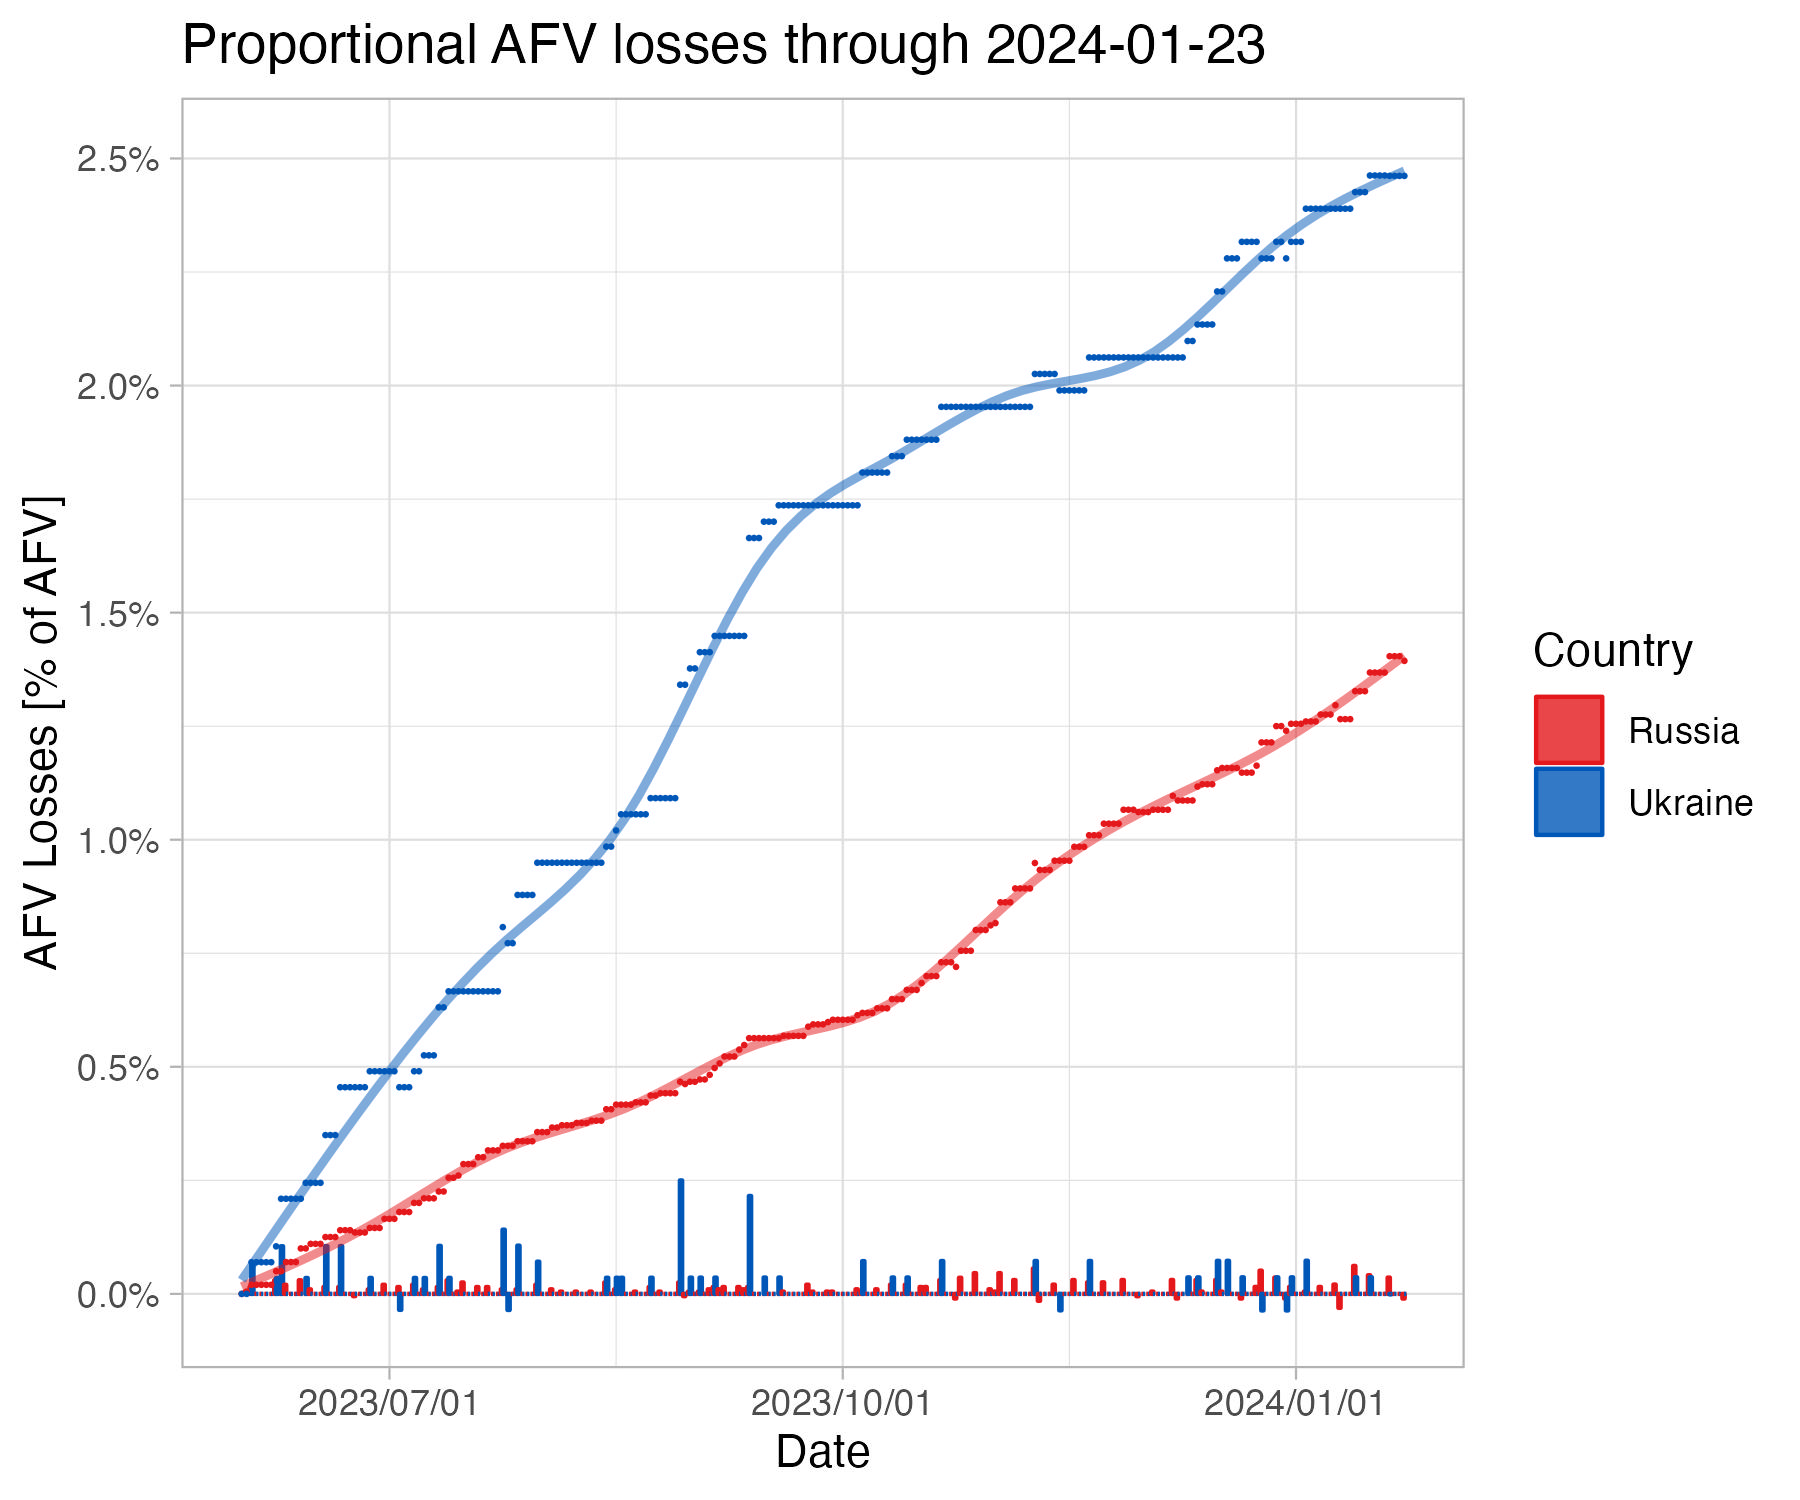 Proportional AFV losses through 2024-01-23
AFV Losses [% of AFV]
2.5%
2.0%
1.5%
1.0%
0.5%
0.0%
2023/07/01
2023/10/01
2024/01/01
Date
Country
Russia
Ukraine